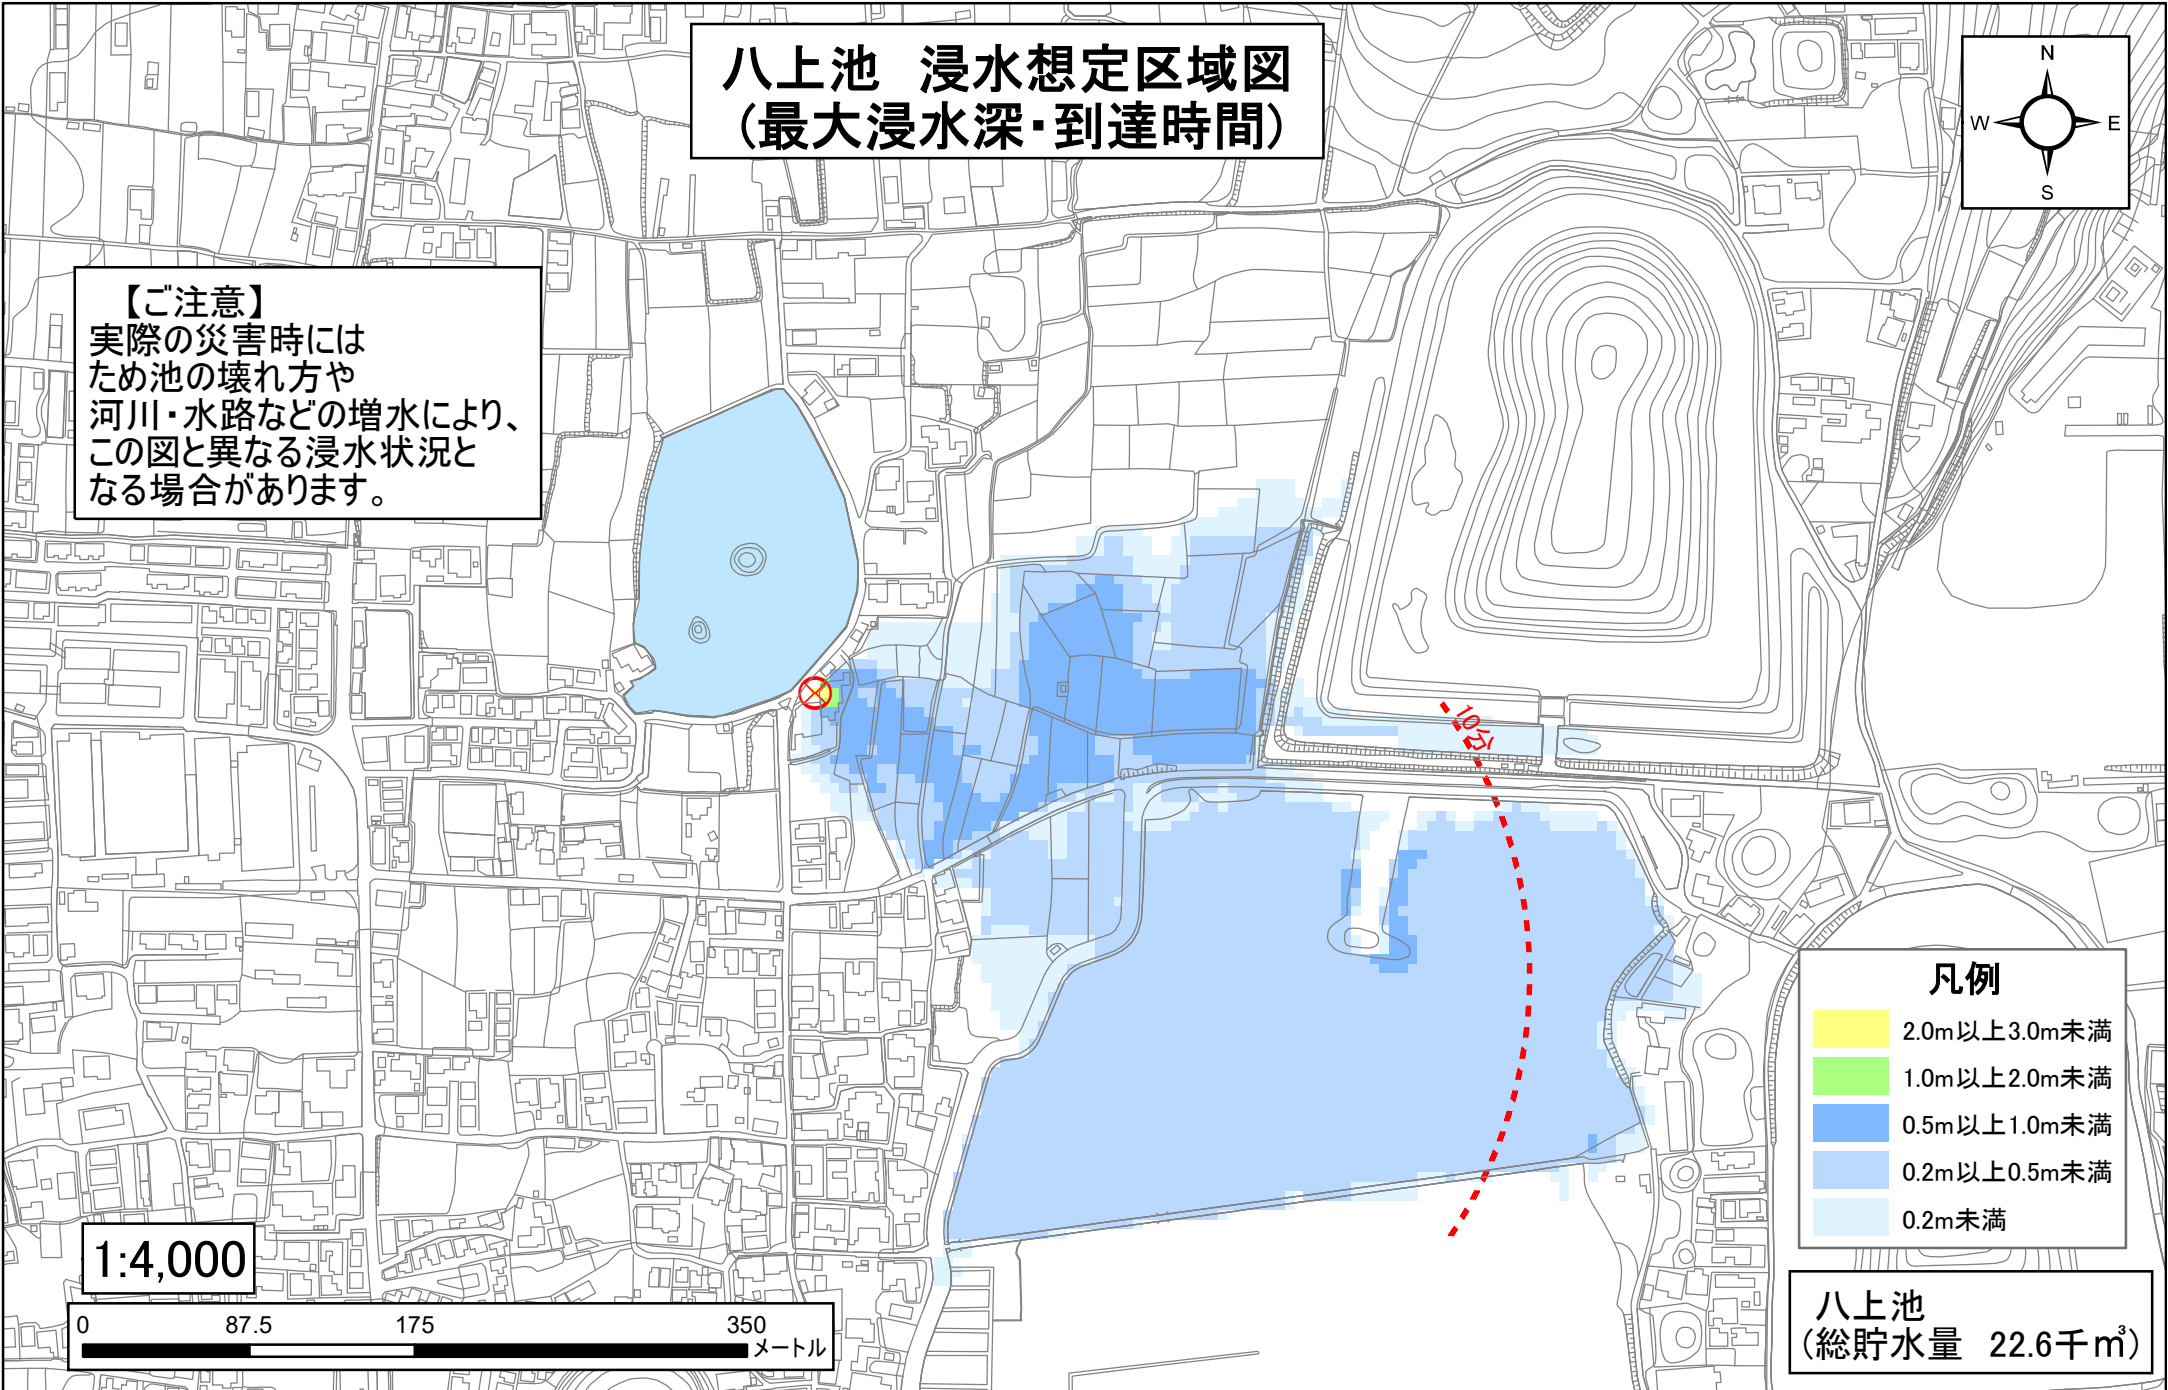 八上池　浸水想定区域図
(最大浸水深・到達時間)
N
W
E
S
【ご注意】
実際の災害時には
ため池の壊れ方や
河川・水路などの増水により、
この図と異なる浸水状況と
なる場合があります。
10分
凡例
2.0m以上3.0m未満
1.0m以上2.0m未満
0.5m以上1.0m未満
0.2m以上0.5m未満
0.2m未満
1:4,000
0 87.5 175 350
メートル
八上池
(総貯水量　22.6千㎥)